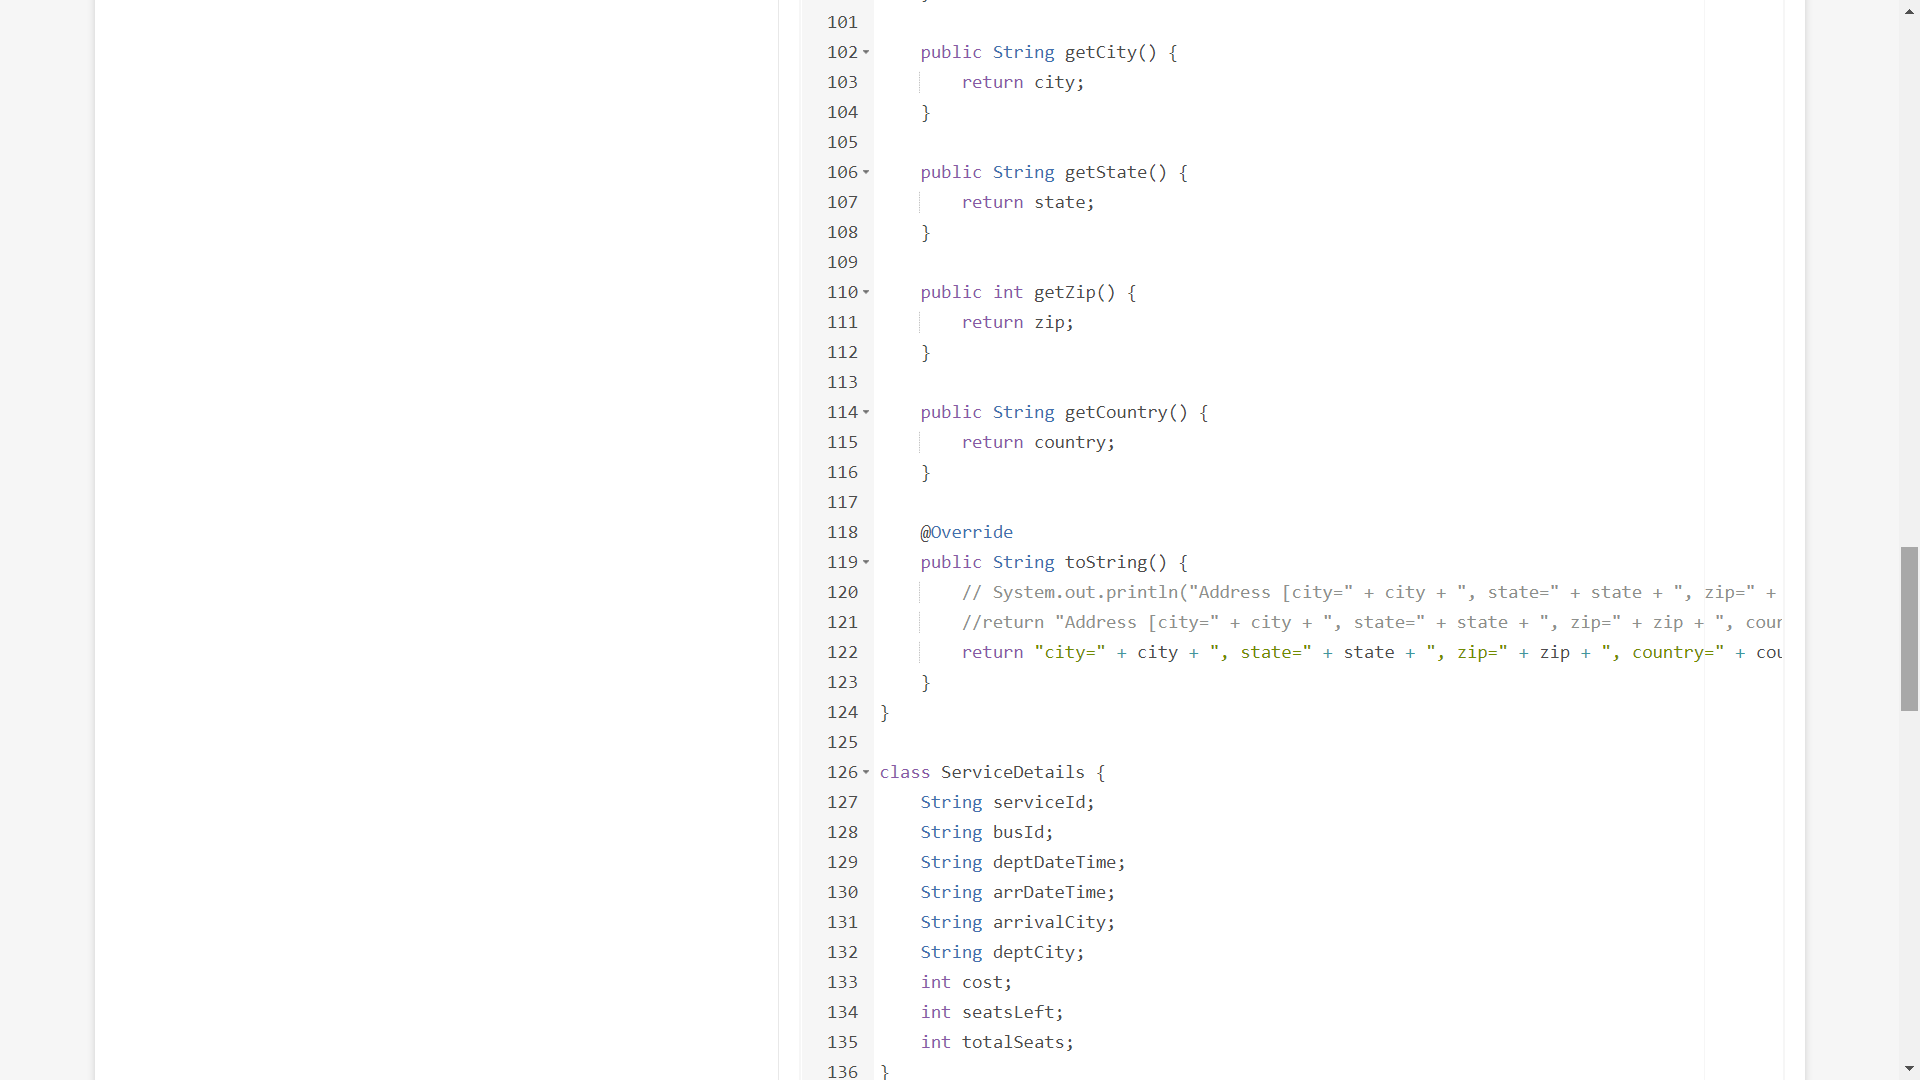 101
102 public String getCity() {
103 return city;
104 }
105
106 public String getState() {
107 return state;
108 }
109
110 public int getZip() {
111 return zip;
112 }
113
114 public String getCountry() {
115 return country;
116 }
117
118 @Override
119 public String toString() {
120 // System.out.println("Address [city=" + city + ", state=" + state + ", zip=" +
121 //return "Address [city=" + city + ", state=" + state + ", zip=" + zip + ", cour
122 return "city=" + city + ", state=" + state + ", zip=" + zip + ", country=" + cou
123 }
124 }
125
126 class ServiceDetails {
127 String serviceId;
128 String busId;
129 String deptDateTime;
130 String arrDateTime;
131 String arrivalCity;
132 String deptCity;
133 int cost;
134 int seatsLeft;
135 int totalSeats;
136 }